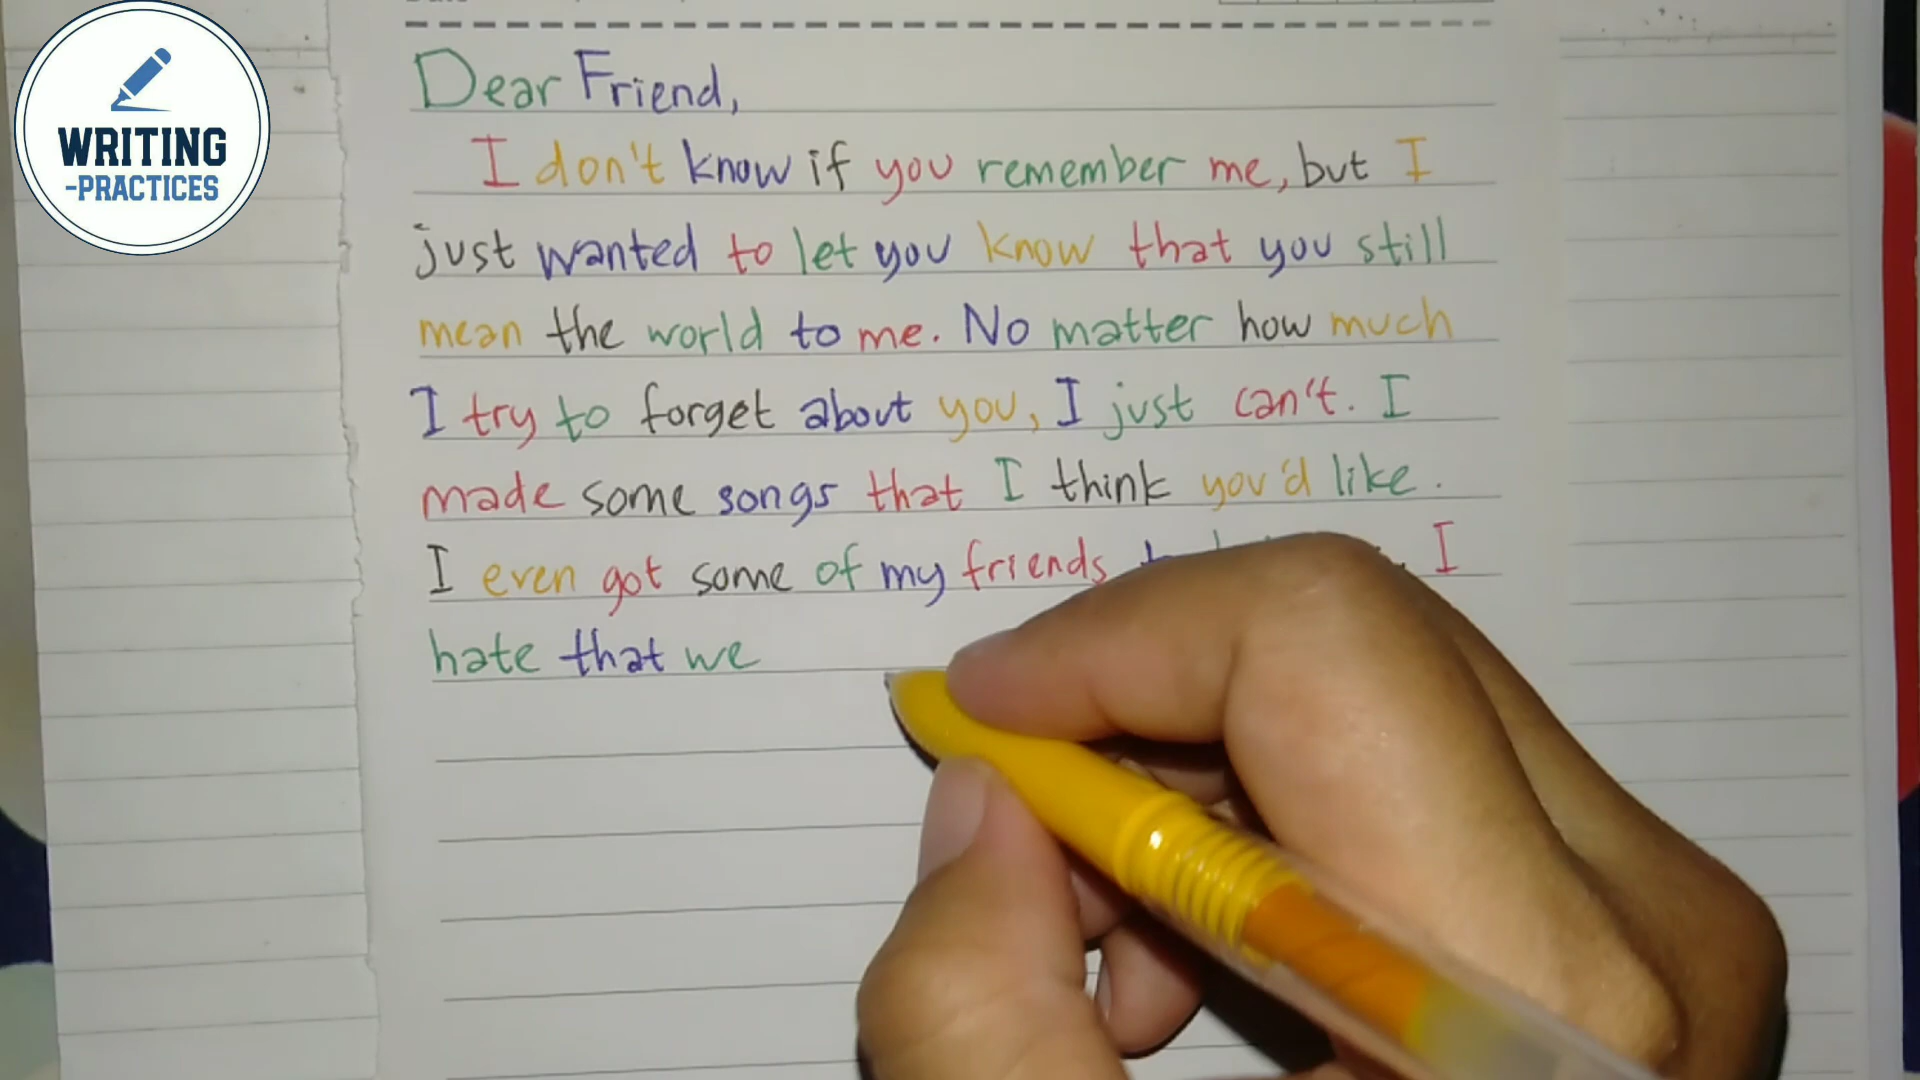 WRITING
-PRACTICES
Dear Friend,
I don't know if you remember me, but I
just wanted to let you know that you still
mean the world to me. No matter how much
I try to forget about you, I just can't. I
made some songs that I think you'd like.
I even got some of my friends I
hate that we